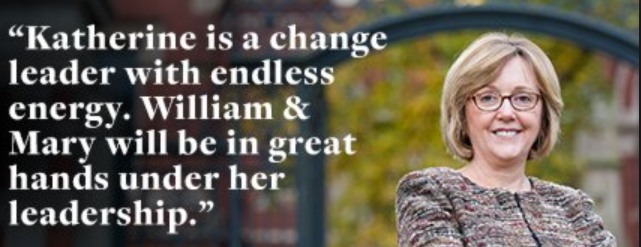 “Katherine is a change
leader with endless
energy. William &
Mary will be in great
hands under her
leadership.”